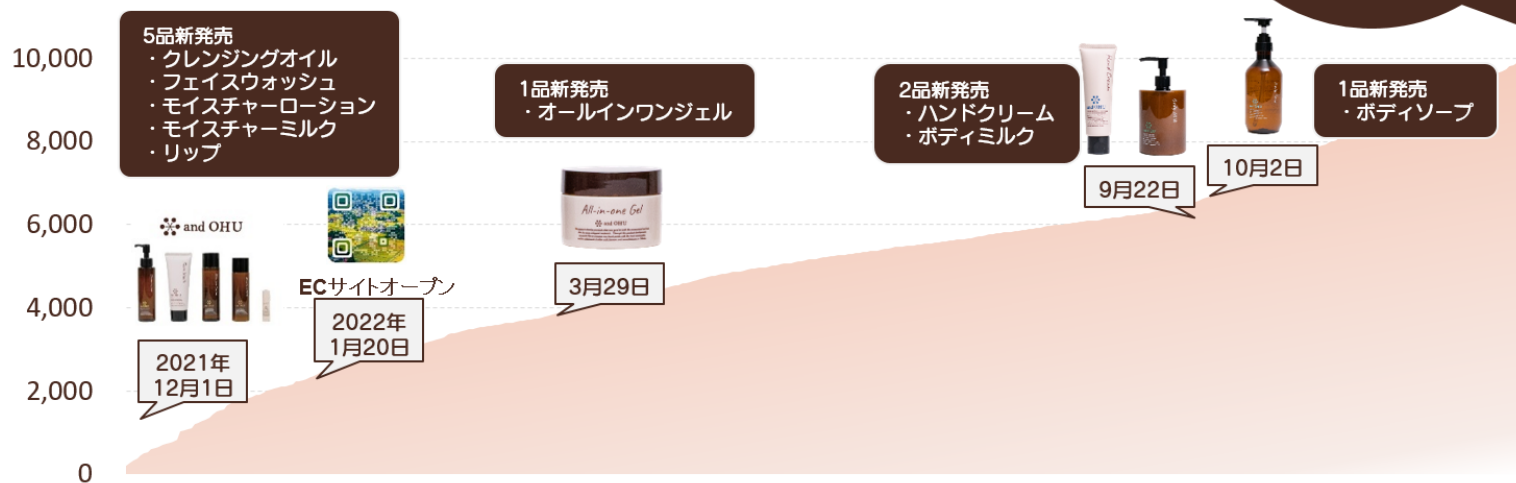 10,000
8,000
6,000
4,000
2,000
0
5品新発売
・クレンジングオイル
・フェイスウォッシュ
・モイスチャーローション
・モイスチャーミルク
・リップ
and OHU
2021年
12月1日
ECサイトオープン
2022年
1月20日
1品新発売
・オールインワンジェル
All-in-one Gel
and OHU
3月29日
2品新発売
・ハンドクリーム
・ボディミルク
Hand Cream
9月22日
10月2日
1品新発売
・ボディソープ